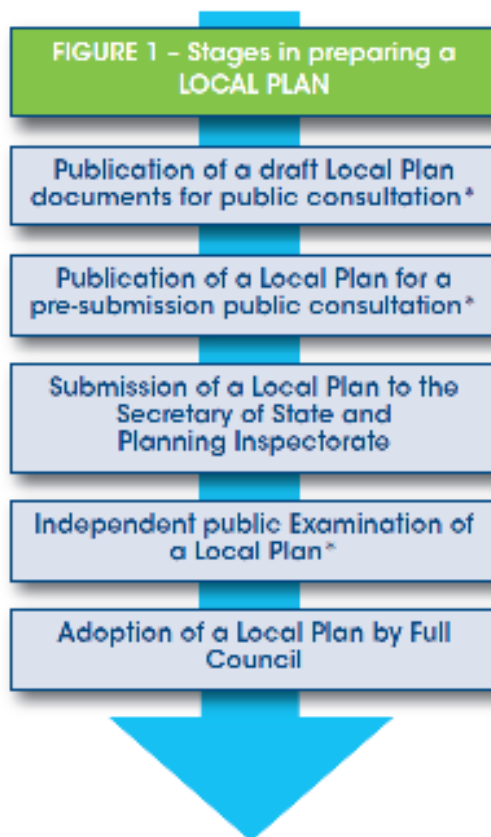 FIGURE 1 – Stages in preparing a
LOCAL PLAN
Publication of a draft Local Plan
documents for public consultation*
Publication of a Local Plan for a
pre-submission public consultation*
Submission of a Local Plan to the
Secretary of State and
Planning Inspectorate
Independent public Examination of
a Local Plan*
Adoption of a Local Plan by Full
Council